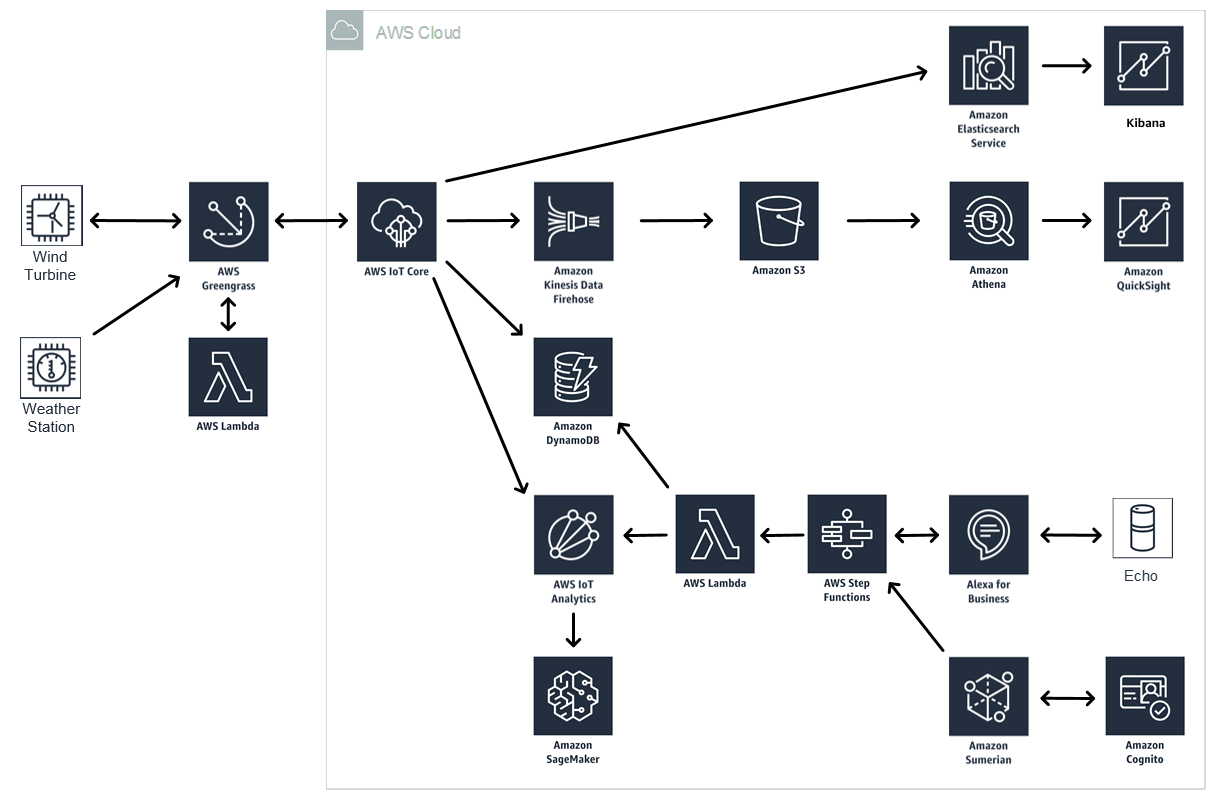 AWS Cloud
Amazon
Elasticsearch
Service
Kibana
Wind
Turbine
AWS
Greengrass
AWS IoT Core
Amazon
Kinesis Data
Firehose
Amazon S3
Amazon
Athena
Amazon
QuickSight
Weather
Station
AWS Lambda
Amazon
DynamoDB
AWS IoT
Analytics
AWS Lambda
AWS Step
Functions
Alexa for
Business
Echo
Amazon
SageMaker
Amazon
Sumerian
Amazon
Cognito